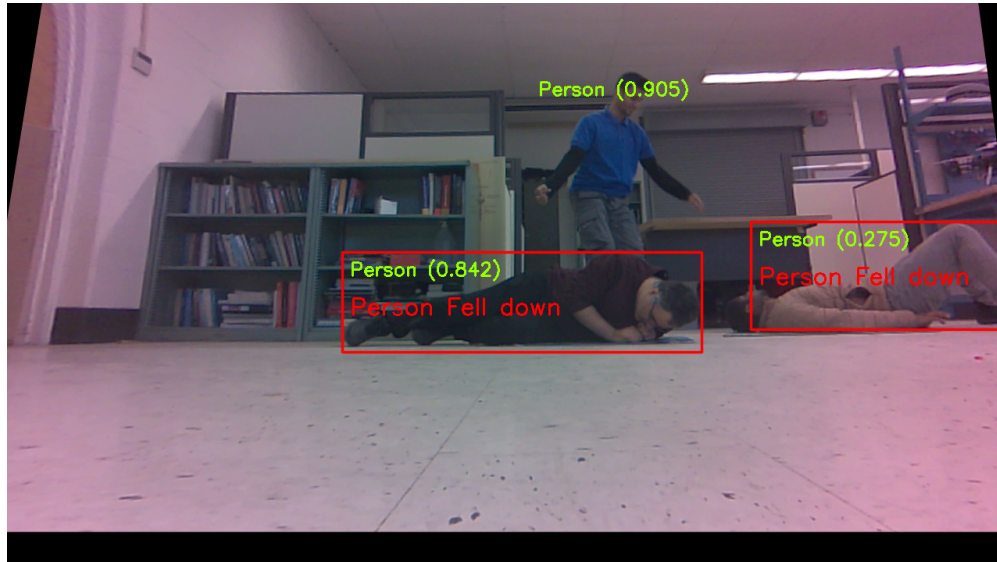 Person (0.905)
Person (0.842)
Person Fell down
Person (0.275)
Person Fell down